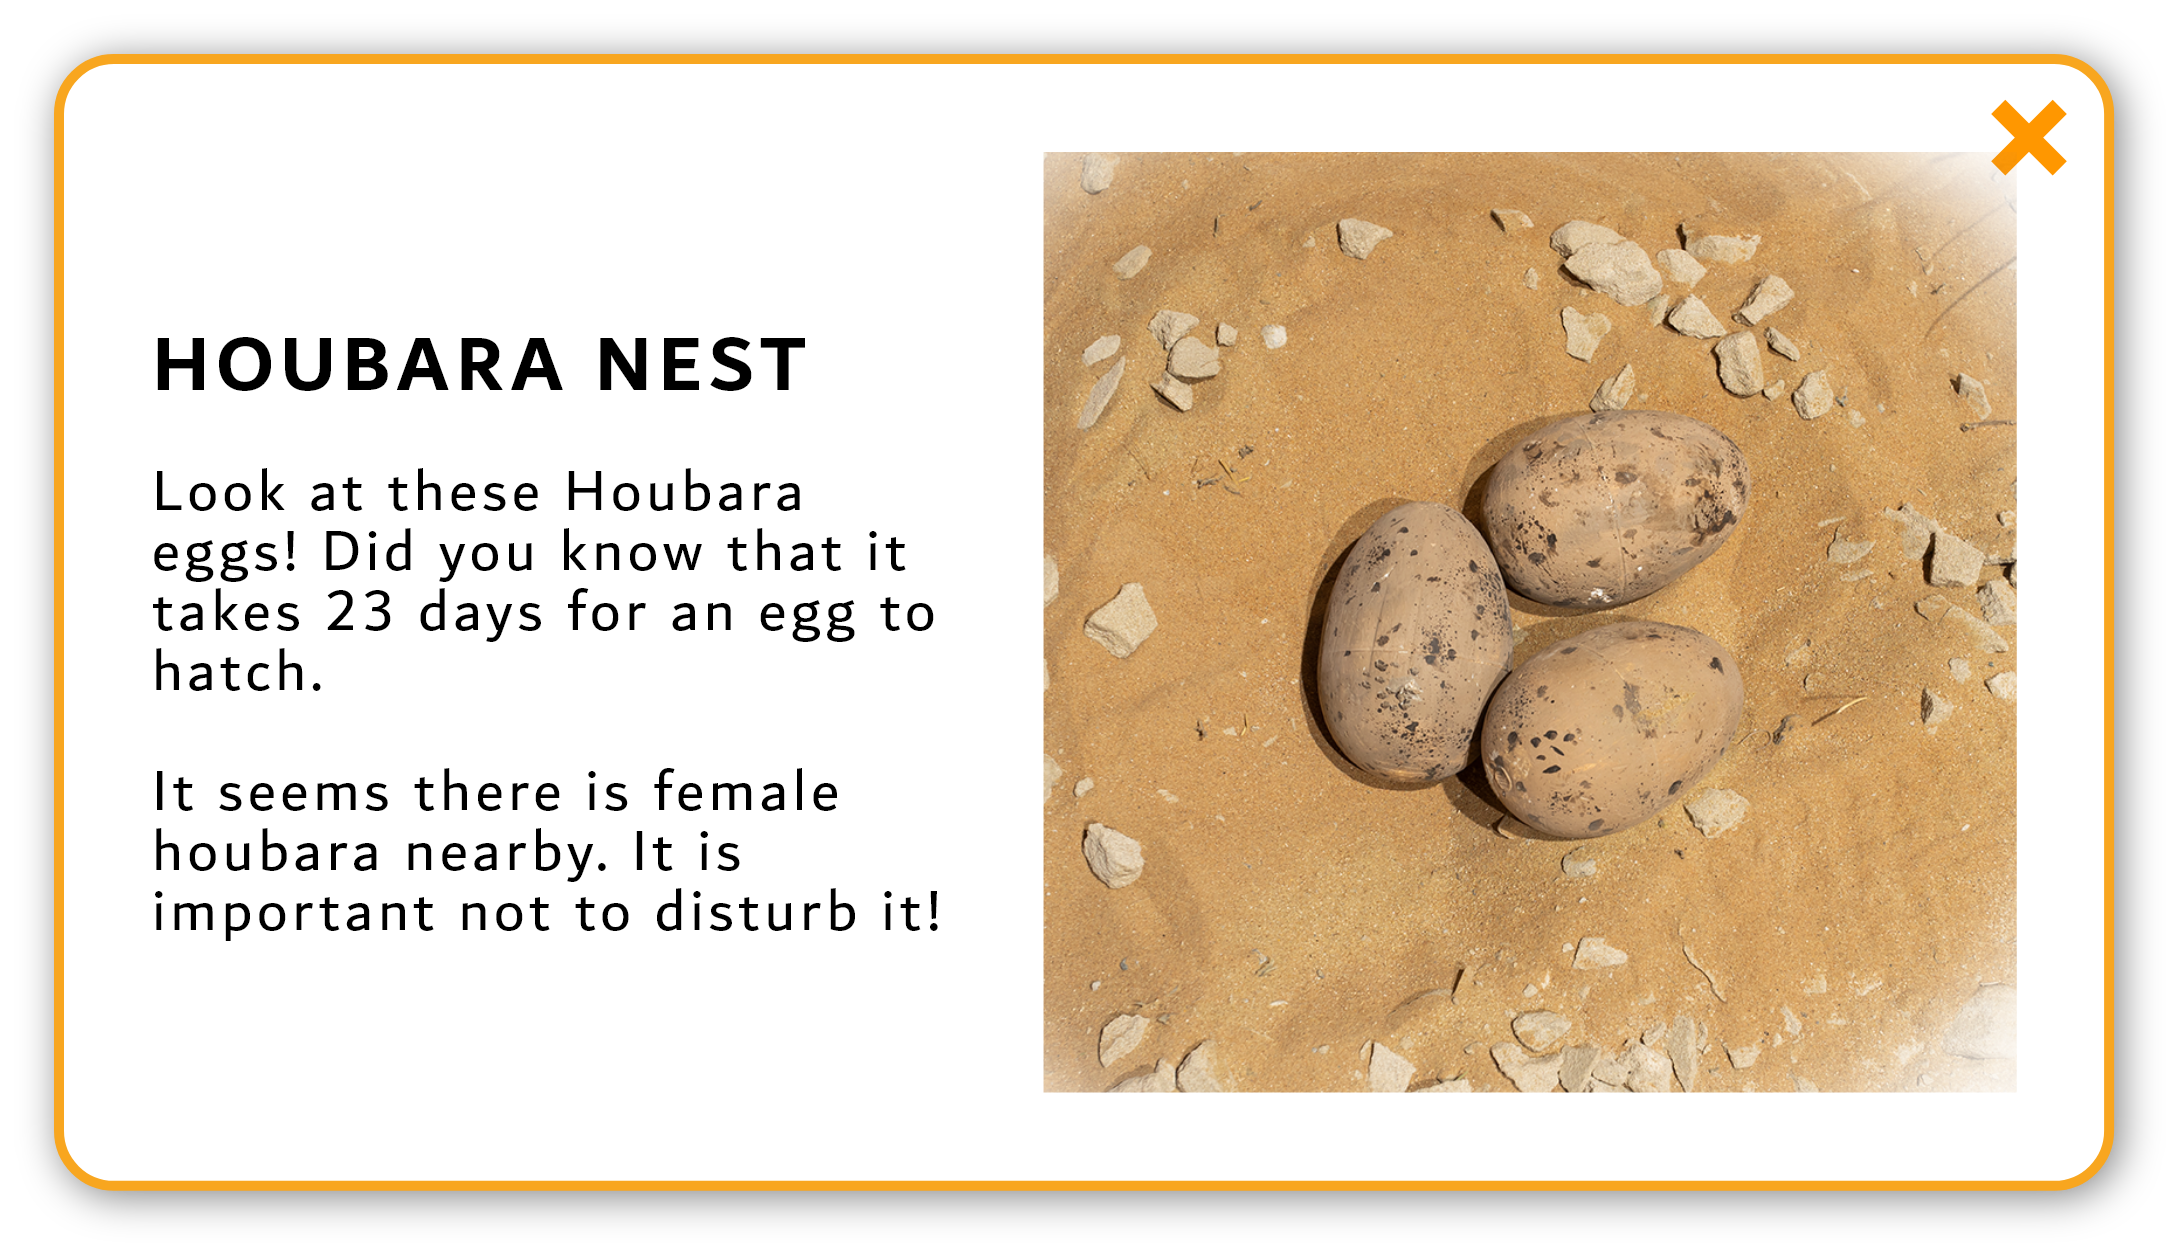 HOUBARA NEST
Look at these Houbara
eggs! Did you know that it
takes 23 days for an egg to
hatch.
It seems there is female
houbara nearby. It is
important not to disturb it!